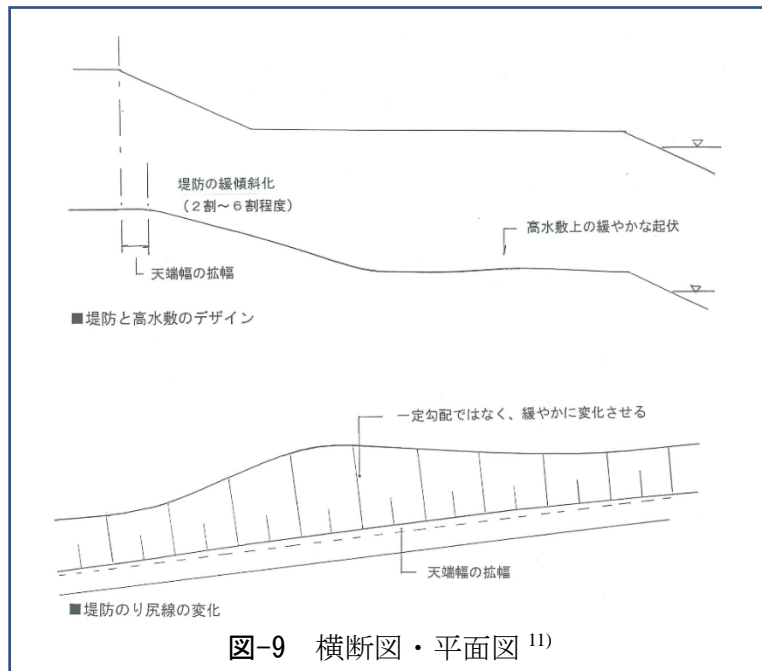 堤防の緩傾斜化
(2割~6割程度)
高水敷上の緩やかな起伏
天端幅の拡幅
■堤防と高水敷のデザイン
一定勾配ではなく、緩やかに変化させる
天端幅の拡幅
■堤防のり尻線の変化
図-9 横断図・平面図 11)